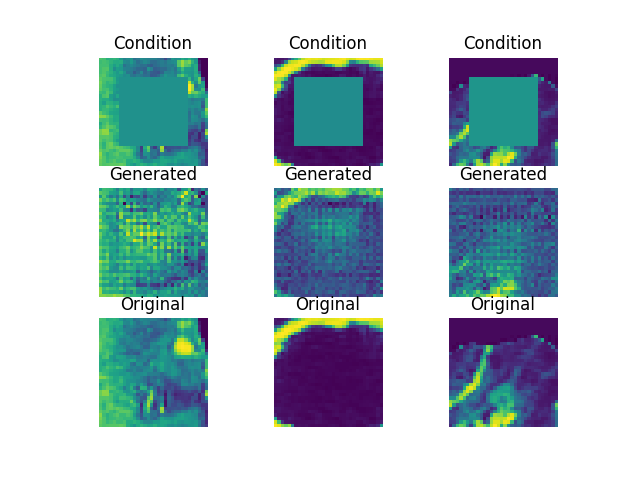 Condition Condition Condition
Generated Generated Generated
Original Original Original